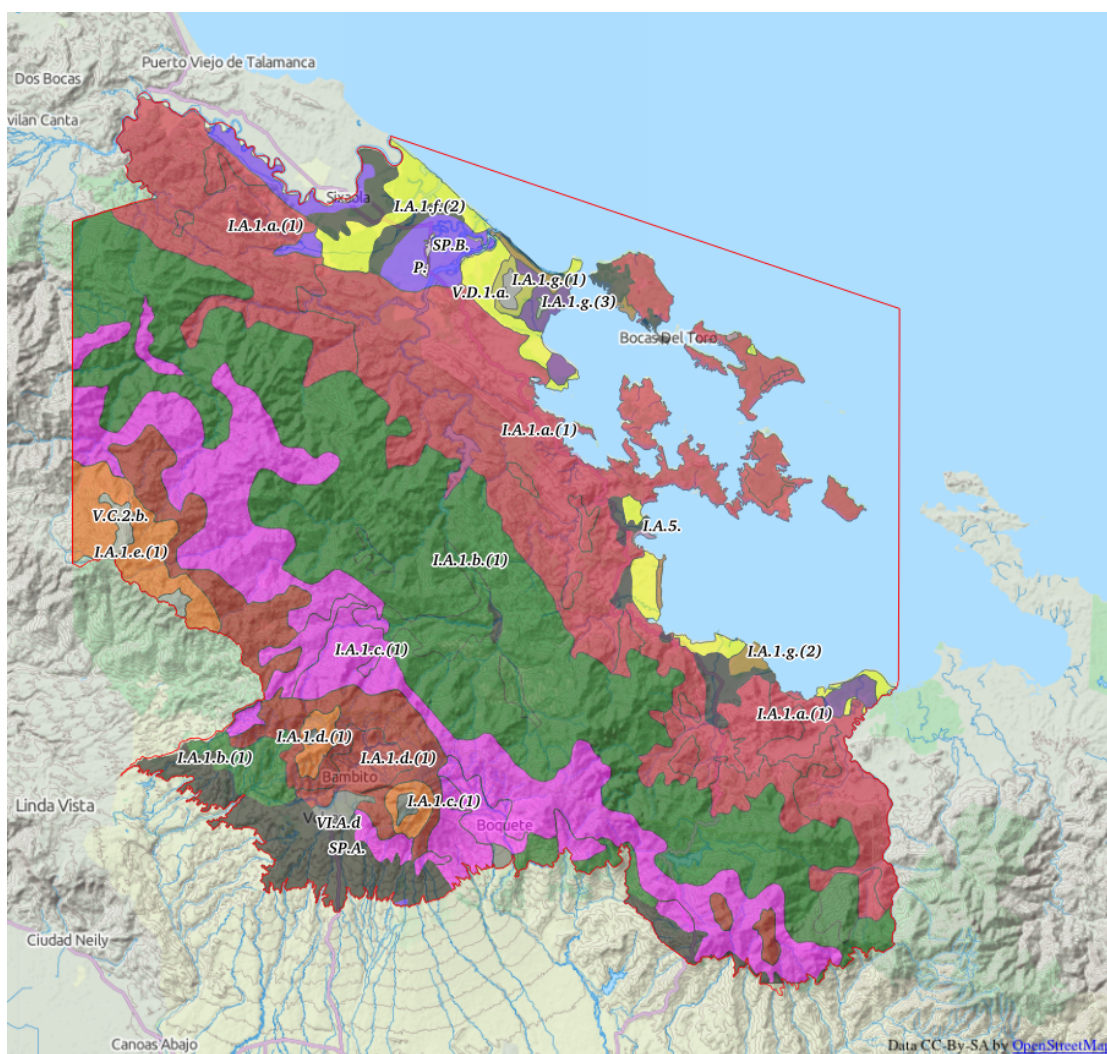 Puerto Viejo de Talamanca
Dos Bocas
vilan Canta
Sixaola
I.A.1.f.(2)
I.A.1.a.(1)
SP.B.
P.
I.A.1.g.(1)
V.D.1.a.
I.A.1.g.(3)
Bocas Del Toro
I.A.1.a.(1)
V.C.2.b.
I.A.5.
I.A.1.e.(1)
I.A.1.b.(1)
I.A.1.c.(1)
I.A.1.g.(2)
I.A.1.a.(1)
I.A.1.d.(1)
I.A.1.b.(1)
I.A.1.d.(1)
Bambito
Linda Vista
I.A.1.c.(1)
VI.A.d
Boquete
SP.A.
Ciudad Neily
Canoas Abajo
Data CC-By-SA by OpenStreetMap